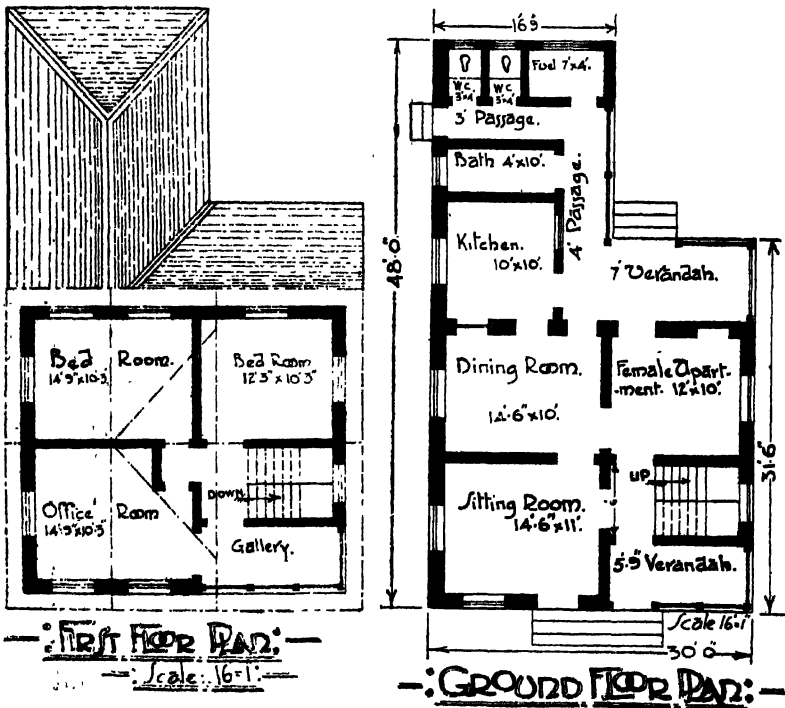 Bed Room.
14'9"x10'3
Bed Room
12'3" x 10'3"
Office Room
14'9"x10'3"
DOWN
Gallery.
FIRST FLOOR PLAN:
Scale: 16=1:
16'9
W.C.
3'x4'
W.C.
3'x4'
Fuel 7'x4'.
3' Passage.
Bath 4'x10'.
4' Passage.
Kitchen.
10'x10'.
7' Verandah.
48'.0"
Dining Room.
14'.6"x10'.
Female Apart-
ment. 12'x10'.
Sitting Room.
14'.6"x11'.
UP
31'.6"
5'.9" Verandah.
Scale 16=1"
30'0"
GROUND FLOOR PLAN: